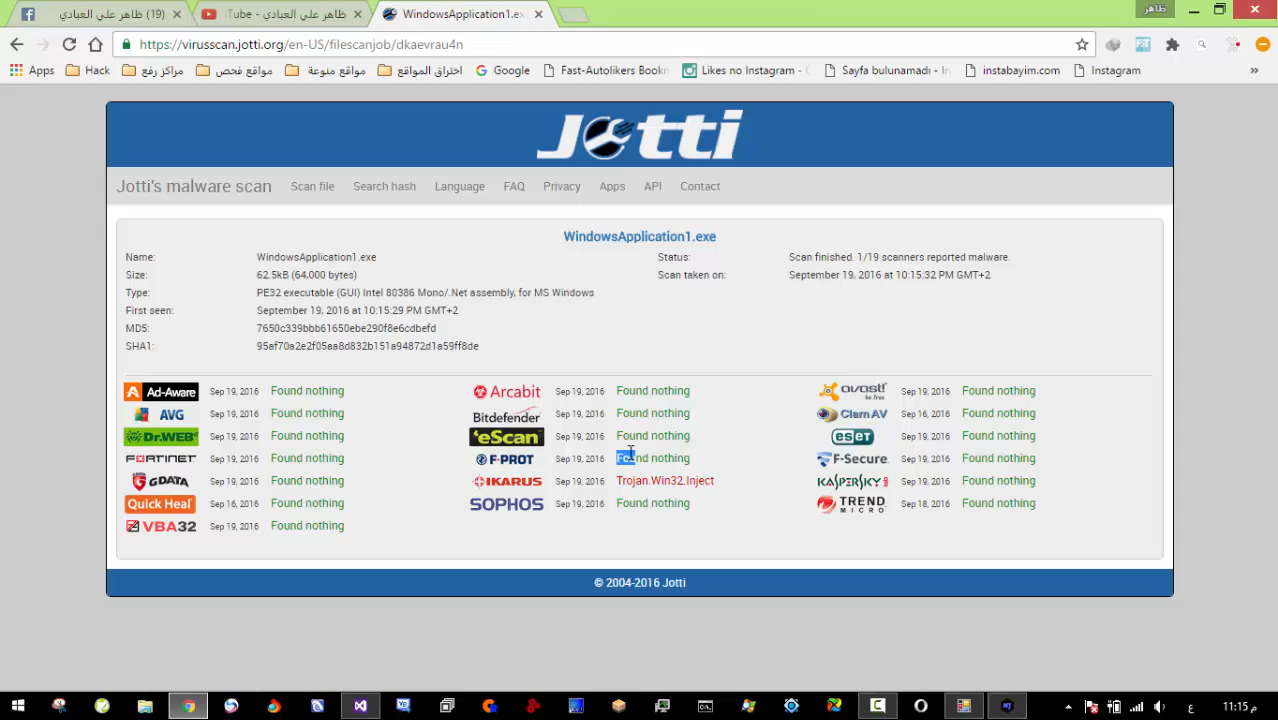 (19) ظاهر علي العبادي
ظاهر علي العبادي - iTube
WindowsApplication1.ex
ظاهر
https://virusscan.jotti.org/en-US/filescanjob/dkaevrau4n
Apps
Hack
مراكز رفع
مواقع فحص
مواقع منوعة
اختراق المواقع
Google
Fast-Autolikers Bookm
Likes no Instagram - C
Sayfa bulunamadı - In
instabayim.com
Instagram
»
Jotti
Jotti's malware scan Scan file Search hash Language FAQ Privacy Apps API Contact
WindowsApplication1.exe
Name: WindowsApplication1.exe Status: Scan finished. 1/19 scanners reported malware.
Size: 62.5kB (64,000 bytes) Scan taken on: September 19, 2016 at 10:15:32 PM GMT+2
Type: PE32 executable (GUI) Intel 80386 Mono/.Net assembly, for MS Windows
First seen: September 19, 2016 at 10:15:29 PM GMT+2
MD5: 7650c339bbb61650ebe290f8e6cdbefd
SHA1: 95af70a2e2f05aa8d832b151a94872d1a59ff8de
Ad-Aware Sep 19, 2016 Found nothing Arcabit Sep 19, 2016 Found nothing avast! be free Sep 19, 2016 Found nothing
AVG Sep 19, 2016 Found nothing Bitdefender Sep 19, 2016 Found nothing ClamAV Sep 16, 2016 Found nothing
Dr.WEB Sep 19, 2016 Found nothing eScan Sep 19, 2016 Found nothing eset Sep 19, 2016 Found nothing
FORTINET Sep 19, 2016 Found nothing F-PROT Sep 19, 2016 Found nothing F-Secure. Sep 19, 2016 Found nothing
G DATA Sep 19, 2016 Found nothing IKARUS Sep 19, 2016 Trojan.Win32.Inject KASPERSKY Sep 19, 2016 Found nothing
Quick Heal Sep 16, 2016 Found nothing SOPHOS Sep 19, 2016 Found nothing TREND MICRO Sep 18, 2016 Found nothing
VBA32 Sep 19, 2016 Found nothing
© 2004-2016 Jotti
ع
11:15 م